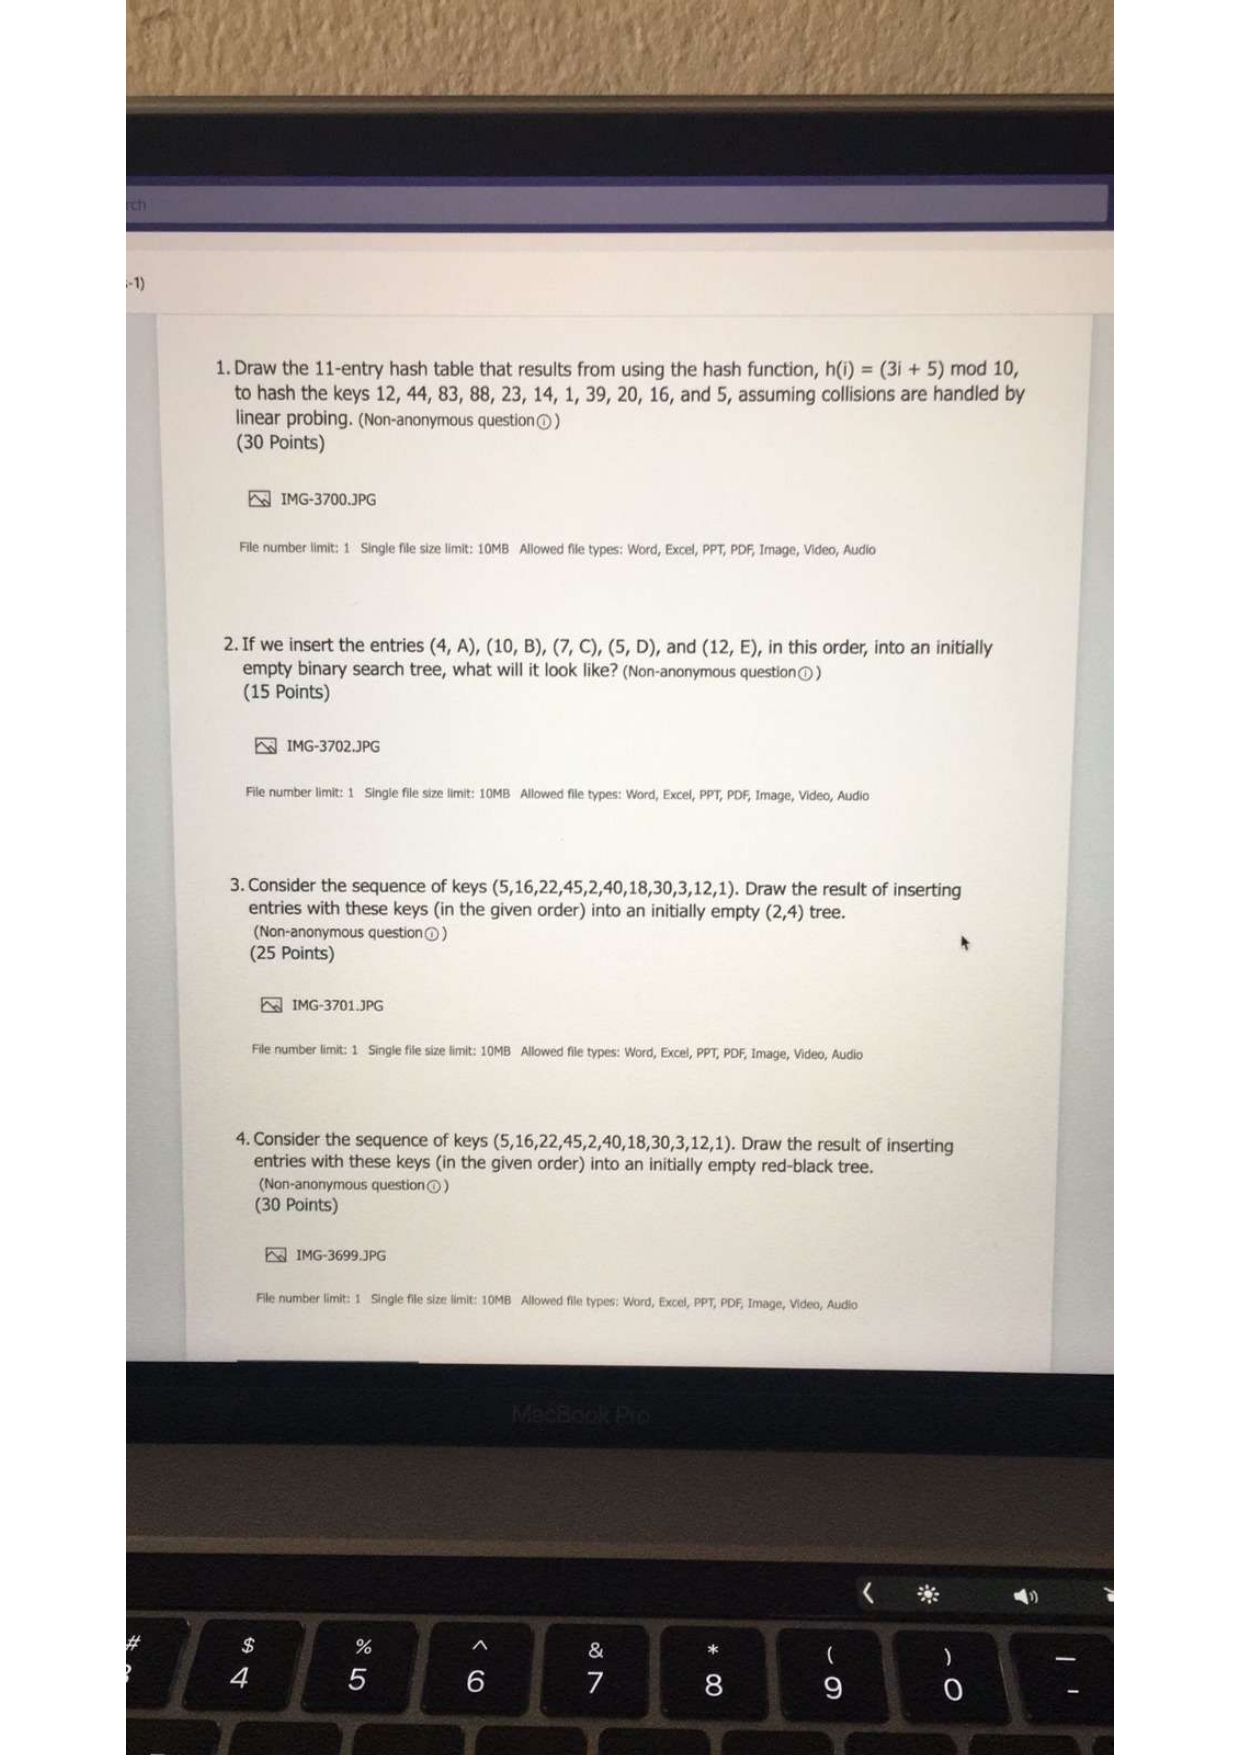 rch
-1)
1. Draw the 11-entry hash table that results from using the hash function, h(i) = (3i + 5) mod 10,
to hash the keys 12, 44, 83, 88, 23, 14, 1, 39, 20, 16, and 5, assuming collisions are handled by
linear probing. (Non-anonymous question)
(30 Points)
IMG-3700.JPG
File number limit: 1 Single file size limit: 10MB Allowed file types: Word, Excel, PPT, PDF, Image, Video, Audio
2. If we insert the entries (4, A), (10, B), (7, C), (5, D), and (12, E), in this order, into an initially
empty binary search tree, what will it look like? (Non-anonymous question)
(15 Points)
IMG-3702.JPG
File number limit: 1 Single file size limit: 10MB Allowed file types: Word, Excel, PPT, PDF, Image, Video, Audio
3. Consider the sequence of keys (5,16,22,45,2,40,18,30,3,12,1). Draw the result of inserting
entries with these keys (in the given order) into an initially empty (2,4) tree.
(Non-anonymous question)
(25 Points)
IMG-3701.JPG
File number limit: 1 Single file size limit: 10MB Allowed file types: Word, Excel, PPT, PDF, Image, Video, Audio
4. Consider the sequence of keys (5,16,22,45,2,40,18,30,3,12,1). Draw the result of inserting
entries with these keys (in the given order) into an initially empty red-black tree.
(Non-anonymous question)
(30 Points)
IMG-3699.JPG
File number limit: 1 Single file size limit: 10MB Allowed file types: Word, Excel, PPT, PDF, Image, Video, Audio
MacBook Pro
# $ % ^ & * ( ) _
4 5 6 7 8 9 0 -